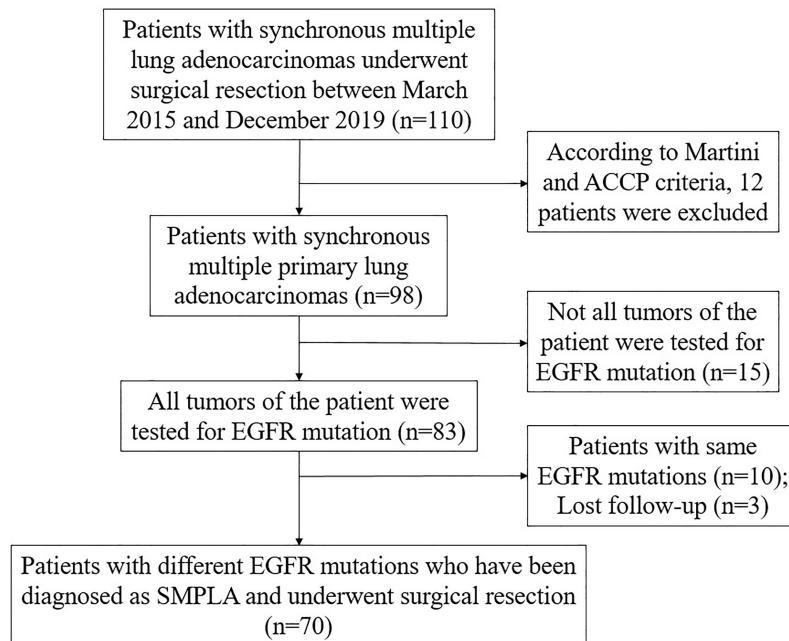 Patients with synchronous multiple
lung adenocarcinomas underwent
surgical resection between March
2015 and December 2019 (n=110)
According to Martini
and ACCP criteria, 12
patients were excluded
Patients with synchronous
multiple primary lung
adenocarcinomas (n=98)
Not all tumors of the
patient were tested for
EGFR mutation (n=15)
All tumors of the patient were
tested for EGFR mutation (n=83)
Patients with same
EGFR mutations (n=10);
Lost follow-up (n=3)
Patients with different EGFR mutations who have been
diagnosed as SMPLA and underwent surgical resection
(n=70)